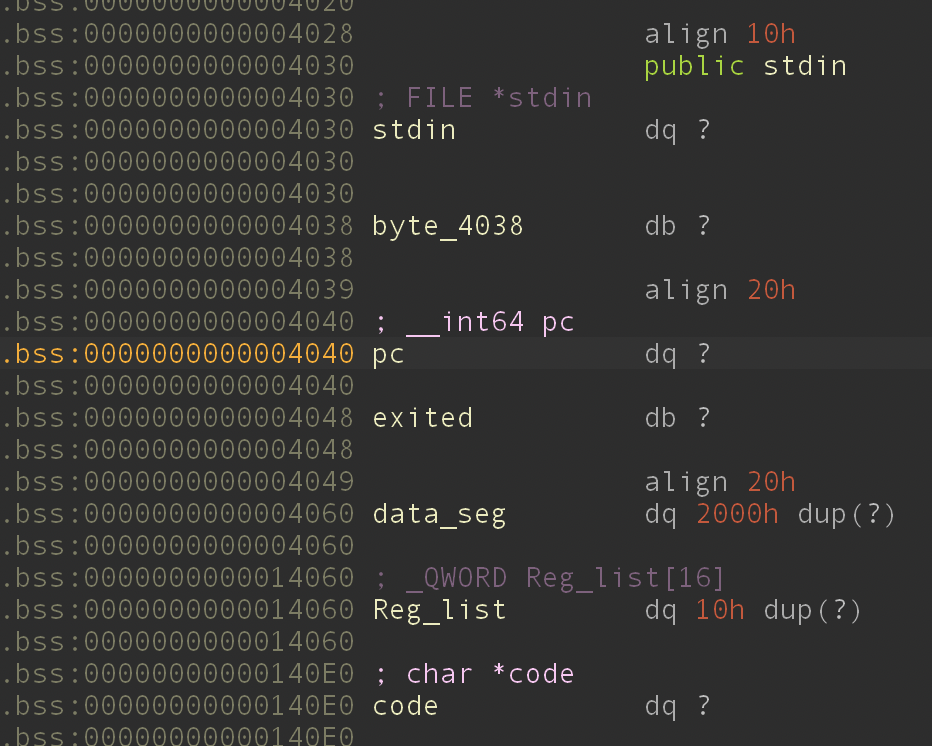 .bss:0000000000004020
.bss:0000000000004028 align 10h
.bss:0000000000004030 public stdin
.bss:0000000000004030 ; FILE *stdin
.bss:0000000000004030 stdin dq ?
.bss:0000000000004030
.bss:0000000000004030
.bss:0000000000004038 byte_4038 db ?
.bss:0000000000004038
.bss:0000000000004039 align 20h
.bss:0000000000004040 ; __int64 pc
.bss:0000000000004040 pc dq ?
.bss:0000000000004040
.bss:0000000000004048 exited db ?
.bss:0000000000004048
.bss:0000000000004049 align 20h
.bss:0000000000004060 data_seg dq 2000h dup(?)
.bss:0000000000004060
.bss:0000000000014060 ; _QWORD Reg_list[16]
.bss:0000000000014060 Reg_list dq 10h dup(?)
.bss:0000000000014060
.bss:00000000000140E0 ; char *code
.bss:00000000000140E0 code dq ?
.bss:00000000000140E0